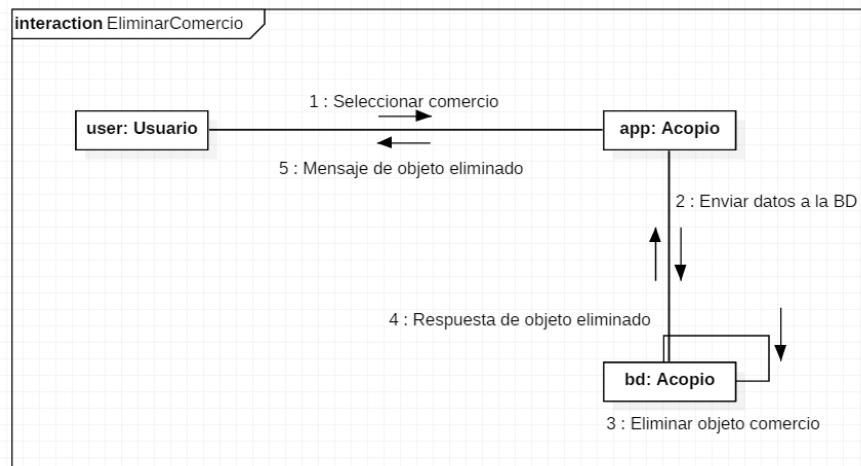 interaction EliminarComercio
1 : Seleccionar comercio
user: Usuario
app: Acopio
5 : Mensaje de objeto eliminado
2 : Enviar datos a la BD
4 : Respuesta de objeto eliminado
bd: Acopio
3 : Eliminar objeto comercio